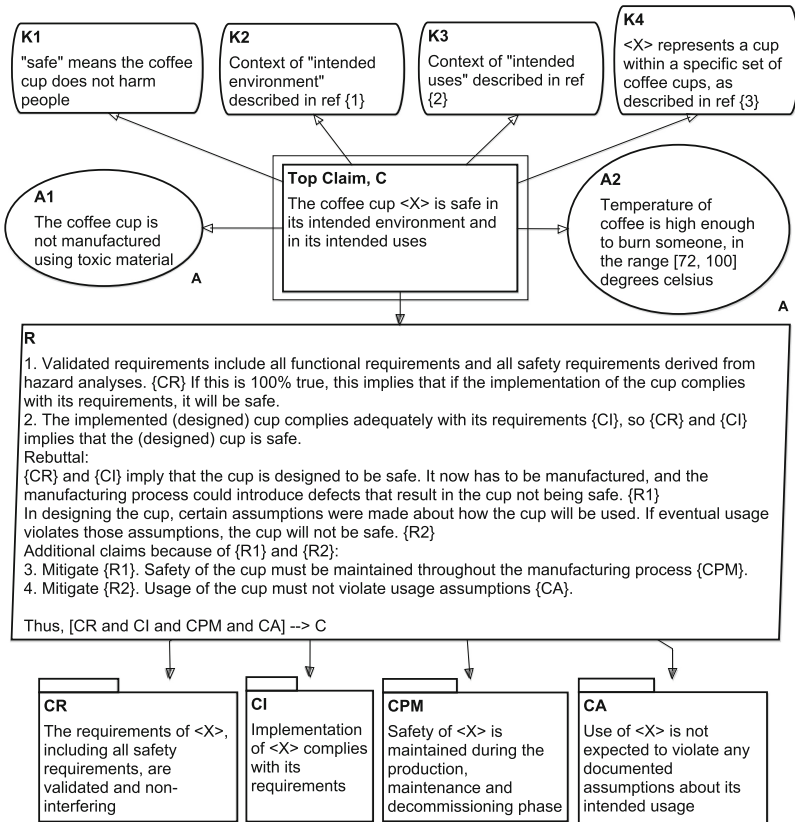 K1
"safe" means the coffee
cup does not harm
people
K2
Context of "intended
environment"
described in ref {1}
K3
Context of "intended
uses" described in ref
{2}
K4
<X> represents a cup
within a specific set of
coffee cups, as
described in ref {3}
A1
The coffee cup is
not manufactured
using toxic material
A
Top Claim, C
The coffee cup <X> is safe in
its intended environment and
in its intended uses
A2
Temperature of
coffee is high enough
to burn someone, in
the range [72, 100]
degrees celsius
A
R
1. Validated requirements include all functional requirements and all safety requirements derived from
hazard analyses. {CR} If this is 100% true, this implies that if the implementation of the cup complies
with its requirements, it will be safe.
2. The implemented (designed) cup complies adequately with its requirements {CI}, so {CR} and {CI}
implies that the (designed) cup is safe.
Rebuttal:
{CR} and {CI} imply that the cup is designed to be safe. It now has to be manufactured, and the
manufacturing process could introduce defects that result in the cup not being safe. {R1}
In designing the cup, certain assumptions were made about how the cup will be used. If eventual usage
violates those assumptions, the cup will not be safe. {R2}
Additional claims because of {R1} and {R2}:
3. Mitigate {R1}. Safety of the cup must be maintained throughout the manufacturing process {CPM}.
4. Mitigate {R2}. Usage of the cup must not violate usage assumptions {CA}.
Thus, [CR and CI and CPM and CA] --> C
CR
The requirements of <X>,
including all safety
requirements, are
validated and non-
interfering
CI
Implementation
of <X> complies
with its
requirements
CPM
Safety of <X> is
maintained during the
production,
maintenance and
decommissioning phase
CA
Use of <X> is not
expected to violate any
documented
assumptions about its
intended usage